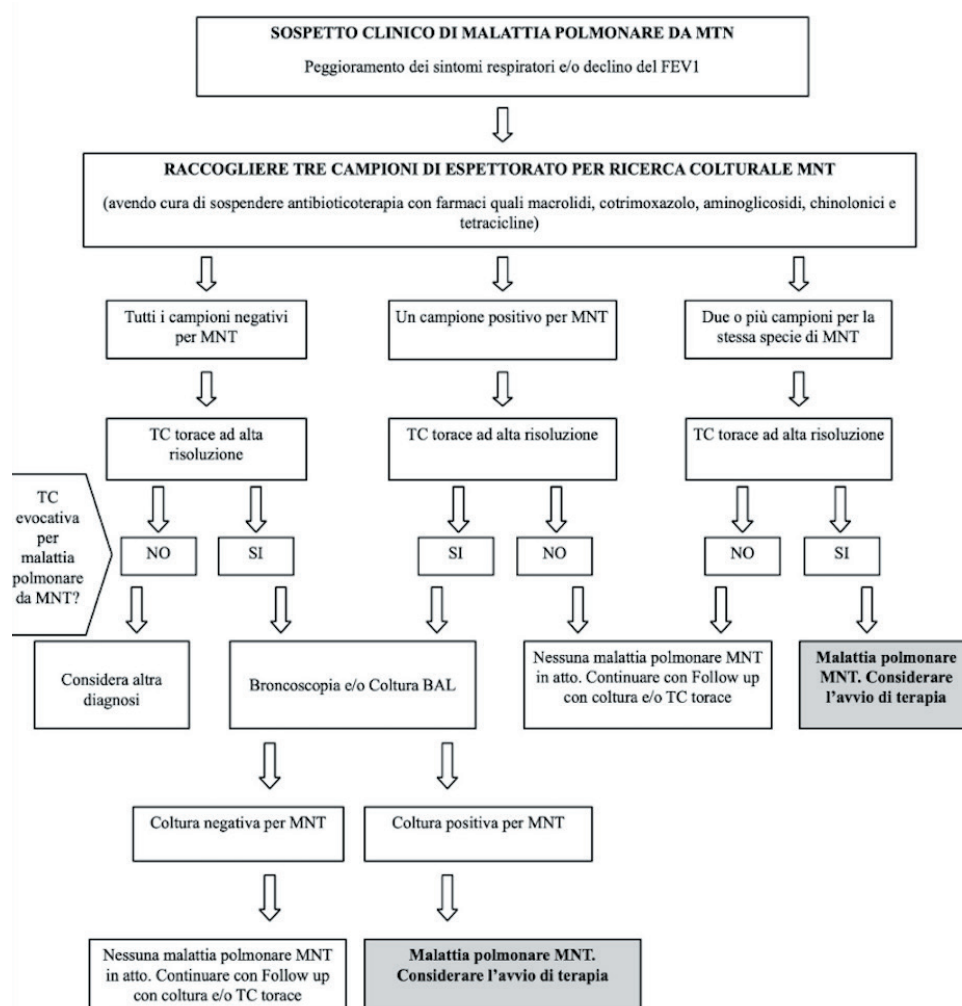 SOSPETTO CLINICO DI MALATTIA POLMONARE DA MTN
Peggioramento dei sintomi respiratori e/o declino del FEV1
RACCOGLIERE TRE CAMPIONI DI ESPETTORATO PER RICERCA COLTURALE MNT
(avendo cura di sospendere antibioticoterapia con farmaci quali macrolidi, cotrimoxazolo, aminoglicosidi, chinolonici e
tetracicline)
Tutti i campioni negativi
per MNT
Un campione positivo per MNT
Due o più campioni per la
stessa specie di MNT
TC torace ad alta
risoluzione
TC torace ad alta risoluzione
TC torace ad alta risoluzione
TC
evocativa
per
malattia
polmonare
da MNT?
NO
SI
SI
NO
NO
SI
Considera altra
diagnosi
Broncoscopia e/o Coltura BAL
Nessuna malattia polmonare MNT
in atto. Continuare con Follow up
con coltura e/o TC torace
Malattia polmonare
MNT. Considerare
l’avvio di terapia
Coltura negativa per MNT
Coltura positiva per MNT
Nessuna malattia polmonare MNT
in atto. Continuare con Follow up
con coltura e/o TC torace
Malattia polmonare MNT.
Considerare l’avvio di terapia